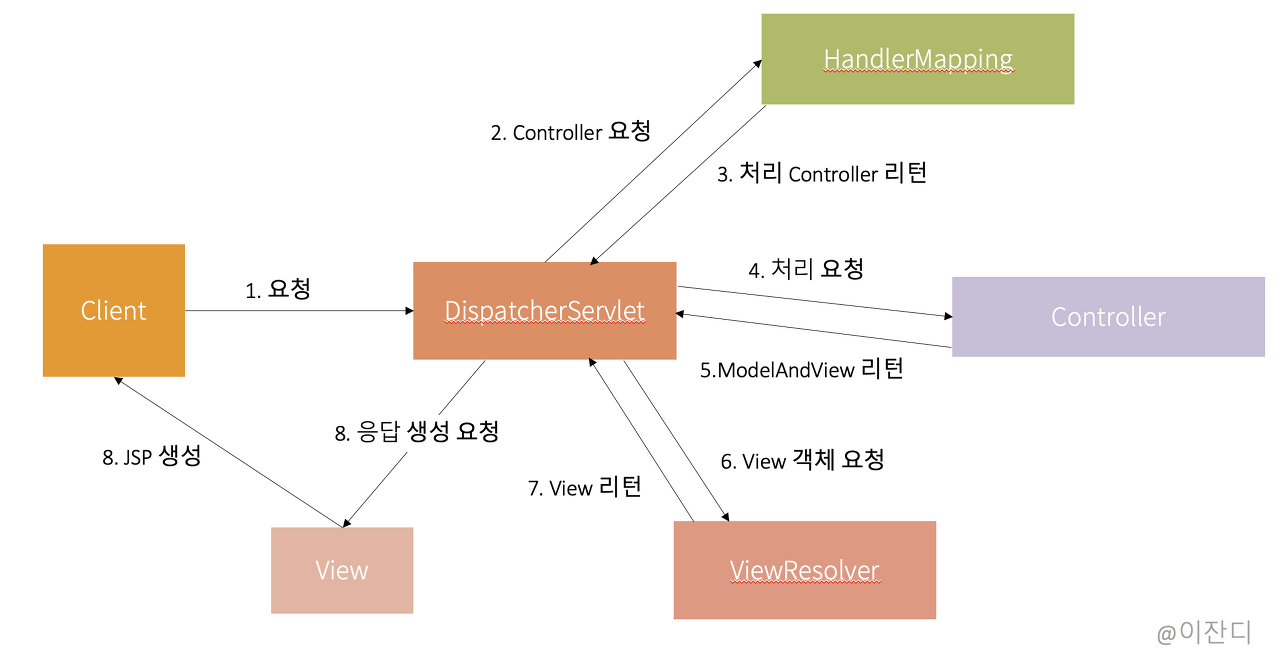 HandlerMapping
2. Controller 요청
3. 처리 Controller 리턴
Client
1. 요청
DispatcherServlet
4. 처리 요청
Controller
5.ModelAndView 리턴
8. 응답 생성 요청
8. JSP 생성
6. View 객체 요청
7. View 리턴
View
ViewResolver
@이잔디